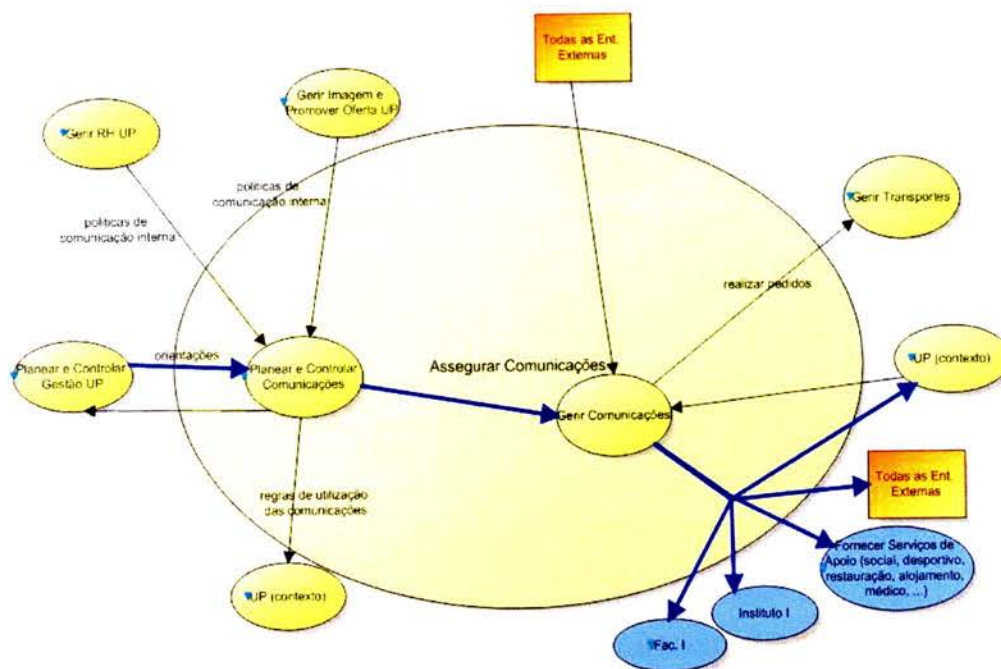 Todas as Ent.
Externas
Gerir Imagem e
Promover Oferta UP
Gerir RH UP
políticas de
comunicação interna
políticas de
comunicação interna
Gerir Transportes
realizar pedidos
orientações
Planear e Controlar
Gestão UP
Planear e Controlar
Comunicações
Assegurar Comunicações
UP (contexto)
Gerir Comunicações
Todas as Ent.
Externas
regras de utilização
das comunicações
Fornecer Serviços de
Apoio (social, desportivo,
restauração, alojamento,
médico, ...)
UP (contexto)
Instituto I
Fac. I